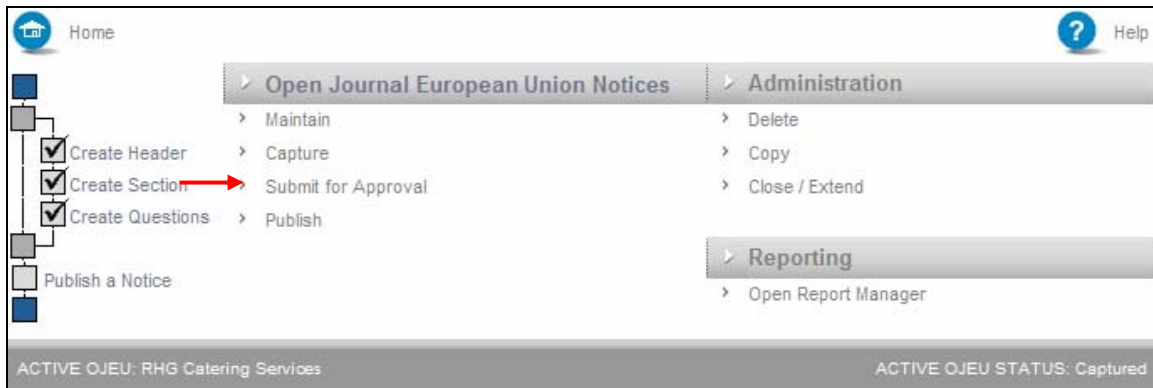 Home
Help
Create Header
Create Section
Create Questions
Publish a Notice
Open Journal European Union Notices
Maintain
Capture
Submit for Approval
Publish
Administration
Delete
Copy
Close / Extend
Reporting
Open Report Manager
ACTIVE OJEU: RHG Catering Services
ACTIVE OJEU STATUS: Captured